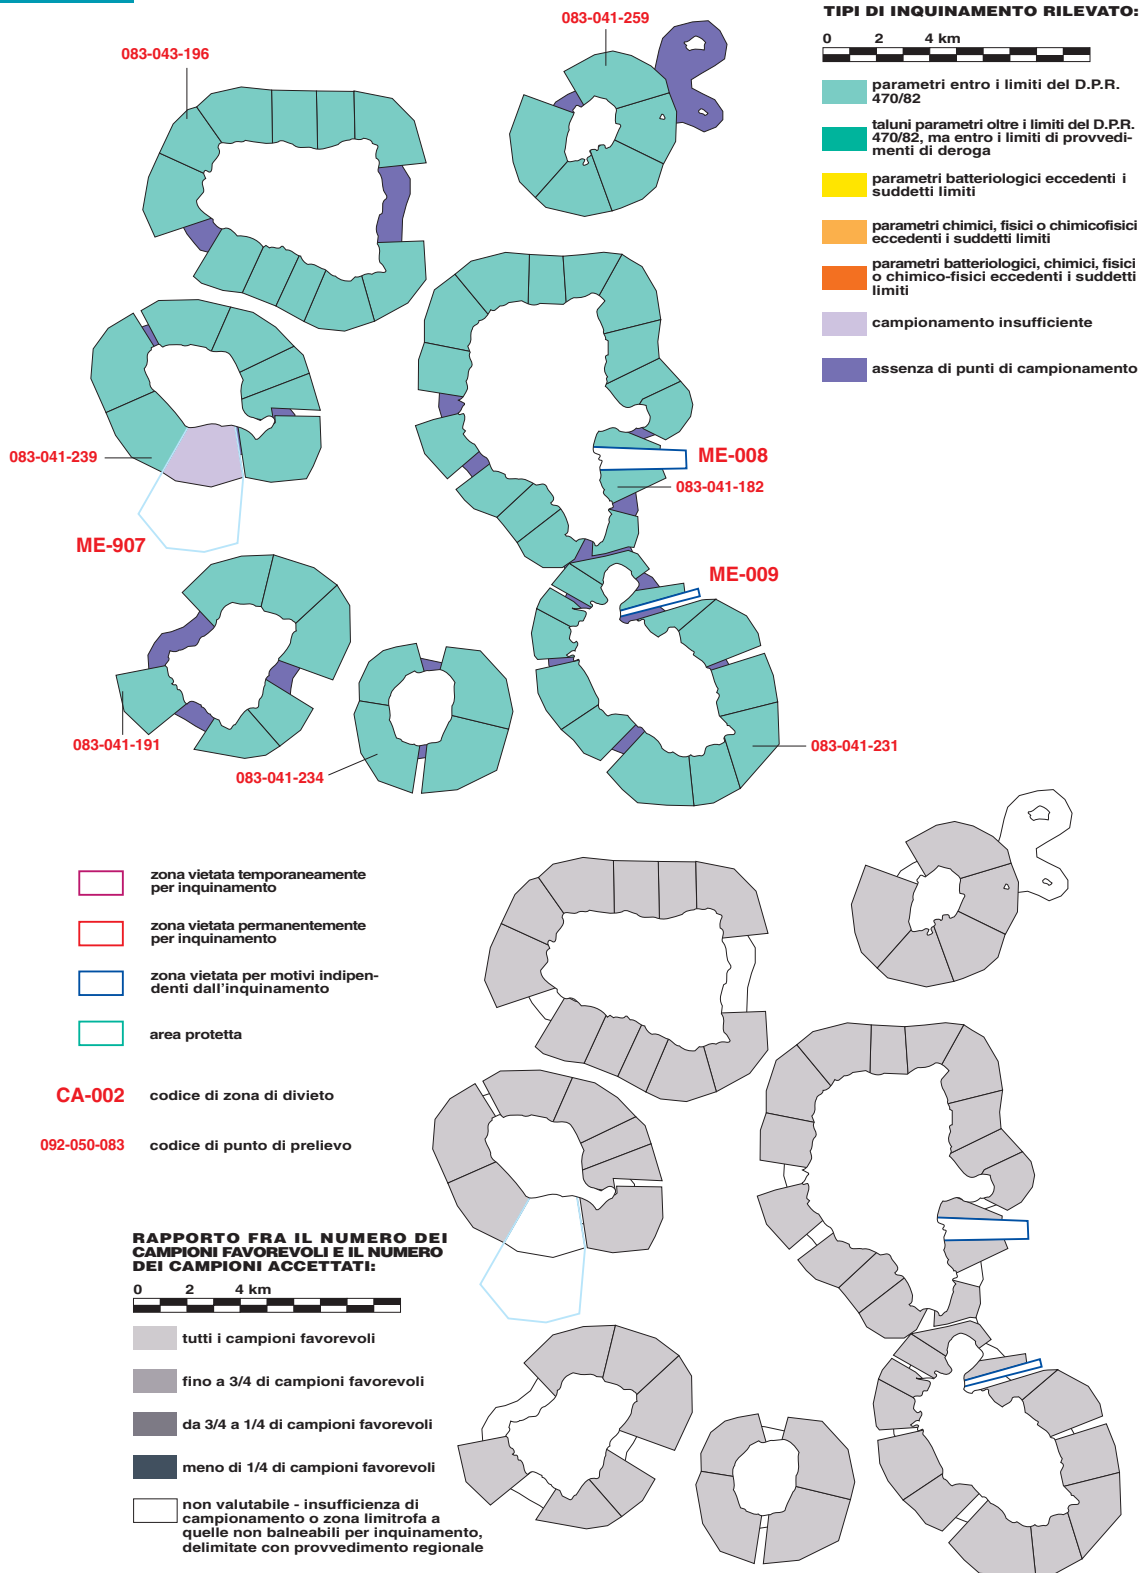 083-041-259
083-043-196
083-041-239
ME-907
ME-008
083-041-182
ME-009
083-041-191
083-041-234
083-041-231
TIPI DI INQUINAMENTO RILEVATO:
0 2 4 km
parametri entro i limiti del D.P.R.
470/82
taluni parametri oltre i limiti del D.P.R.
470/82, ma entro i limiti di provvedi-
menti di deroga
parametri batteriologici eccedenti i
suddetti limiti
parametri chimici, fisici o chimicofisici
eccedenti i suddetti limiti
parametri batteriologici, chimici, fisici
o chimico-fisici eccedenti i suddetti
limiti
campionamento insufficiente
assenza di punti di campionamento
zona vietata temporaneamente
per inquinamento
zona vietata permanentemente
per inquinamento
zona vietata per motivi indipen-
denti dall'inquinamento
area protetta
CA-002 codice di zona di divieto
092-050-083 codice di punto di prelievo
RAPPORTO FRA IL NUMERO DEI
CAMPIONI FAVOREVOLI E IL NUMERO
DEI CAMPIONI ACCETTATI:
0 2 4 km
tutti i campioni favorevoli
fino a 3/4 di campioni favorevoli
da 3/4 a 1/4 di campioni favorevoli
meno di 1/4 di campioni favorevoli
non valutabile - insufficienza di
campionamento o zona limitrofa a
quelle non balneabili per inquinamento,
delimitate con provvedimento regionale